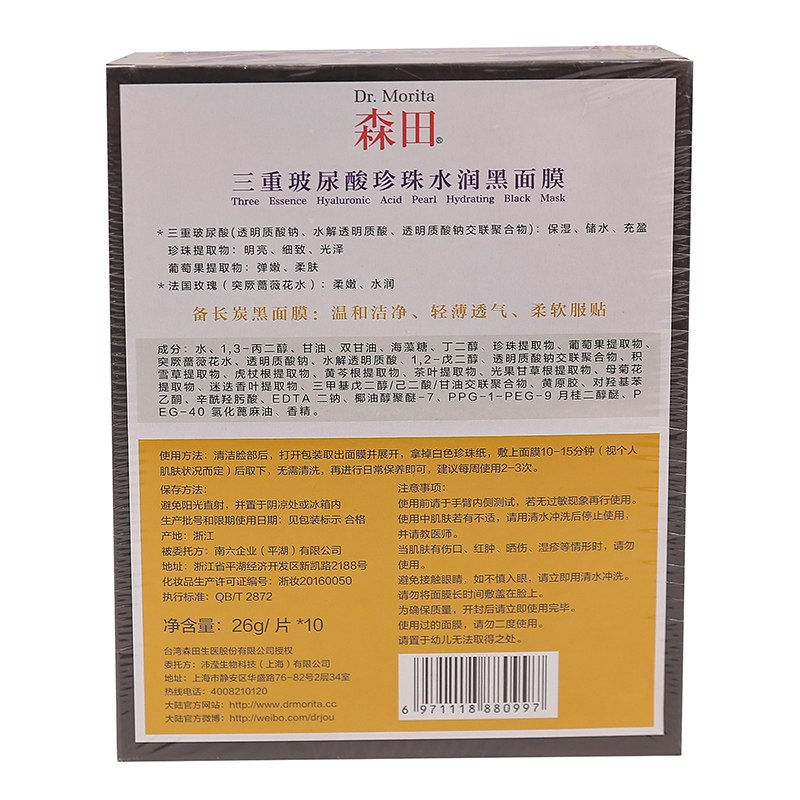 Dr. Morita
森田®
三重玻尿酸珍珠水润黑面膜
Three Essence Hyaluronic Acid Pearl Hydrating Black Mask
*三重玻尿酸(透明质酸钠、水解透明质酸、透明质酸钠交联聚合物)：保湿、储水、充盈
珍珠提取物：明亮、细致、光泽
葡萄果提取物：弹嫩、柔肤
*法国玫瑰（突厥蔷薇花水）：柔嫩、水润
备长炭黑面膜：温和洁净、轻薄透气、柔软服贴
成分：水、1,3-丙二醇、甘油、双甘油、海藻糖、丁二醇、珍珠提取物、葡萄果提取物、
突厥蔷薇花水、透明质酸钠、水解透明质酸、1,2-戊二醇、透明质酸钠交联聚合物、积
雪草提取物、虎杖根提取物、黄芩根提取物、茶叶提取物、光果甘草根提取物、母菊花
提取物、迷迭香叶提取物、三甲基戊二醇/己二酸/甘油交联聚合物、黄原胶、对羟基苯
乙酮、辛酰羟肟酸、EDTA 二钠、椰油醇聚醚-7、PPG-1-PEG-9 月桂二醇醚、P
EG-40 氢化蓖麻油、香精。
使用方法：清洁脸部后，打开包装取出面膜并展开，拿掉白色珍珠纸，敷上面膜10-15分钟（视个人
肌肤状况而定）后取下，无需清洗，再进行日常保养即可，建议每周使用2-3次。
保存方法：
避免阳光直射，并置于阴凉处或冰箱内
生产批号和限期使用日期：见包装标示 合格
产地：浙江
被委托方：南六企业（平湖）有限公司
地址：浙江省平湖经济开发区新凯路2188号
化妆品生产许可证编号：浙妆20160050
执行标准：QB/T 2872
净含量：26g/ 片 *10
台湾森田生医股份有限公司授权
委托方：沛滢生物科技（上海）有限公司
地址：上海市静安区华盛路76-82号2层34室
热线电话：4008210120
大陆官方网站：http://www.drmorita.cc
大陆官方微博：http://weibo.com/drjou
注意事项：
使用前请于手臂内侧测试，若无过敏现象再行使用。
使用中肌肤若有不适，请用清水冲洗后停止使用，
并请教医师。
当肌肤有伤口、红肿、晒伤、湿疹等情形时，请勿
使用。
避免接触眼睛，如不慎入眼，请立即用清水冲洗。
请勿将面膜长时间敷盖在脸上。
为确保质量，开封后请立即使用完毕。
使用过的面膜，请勿二度使用。
请置于幼儿无法取得之处。
6 971118 880997